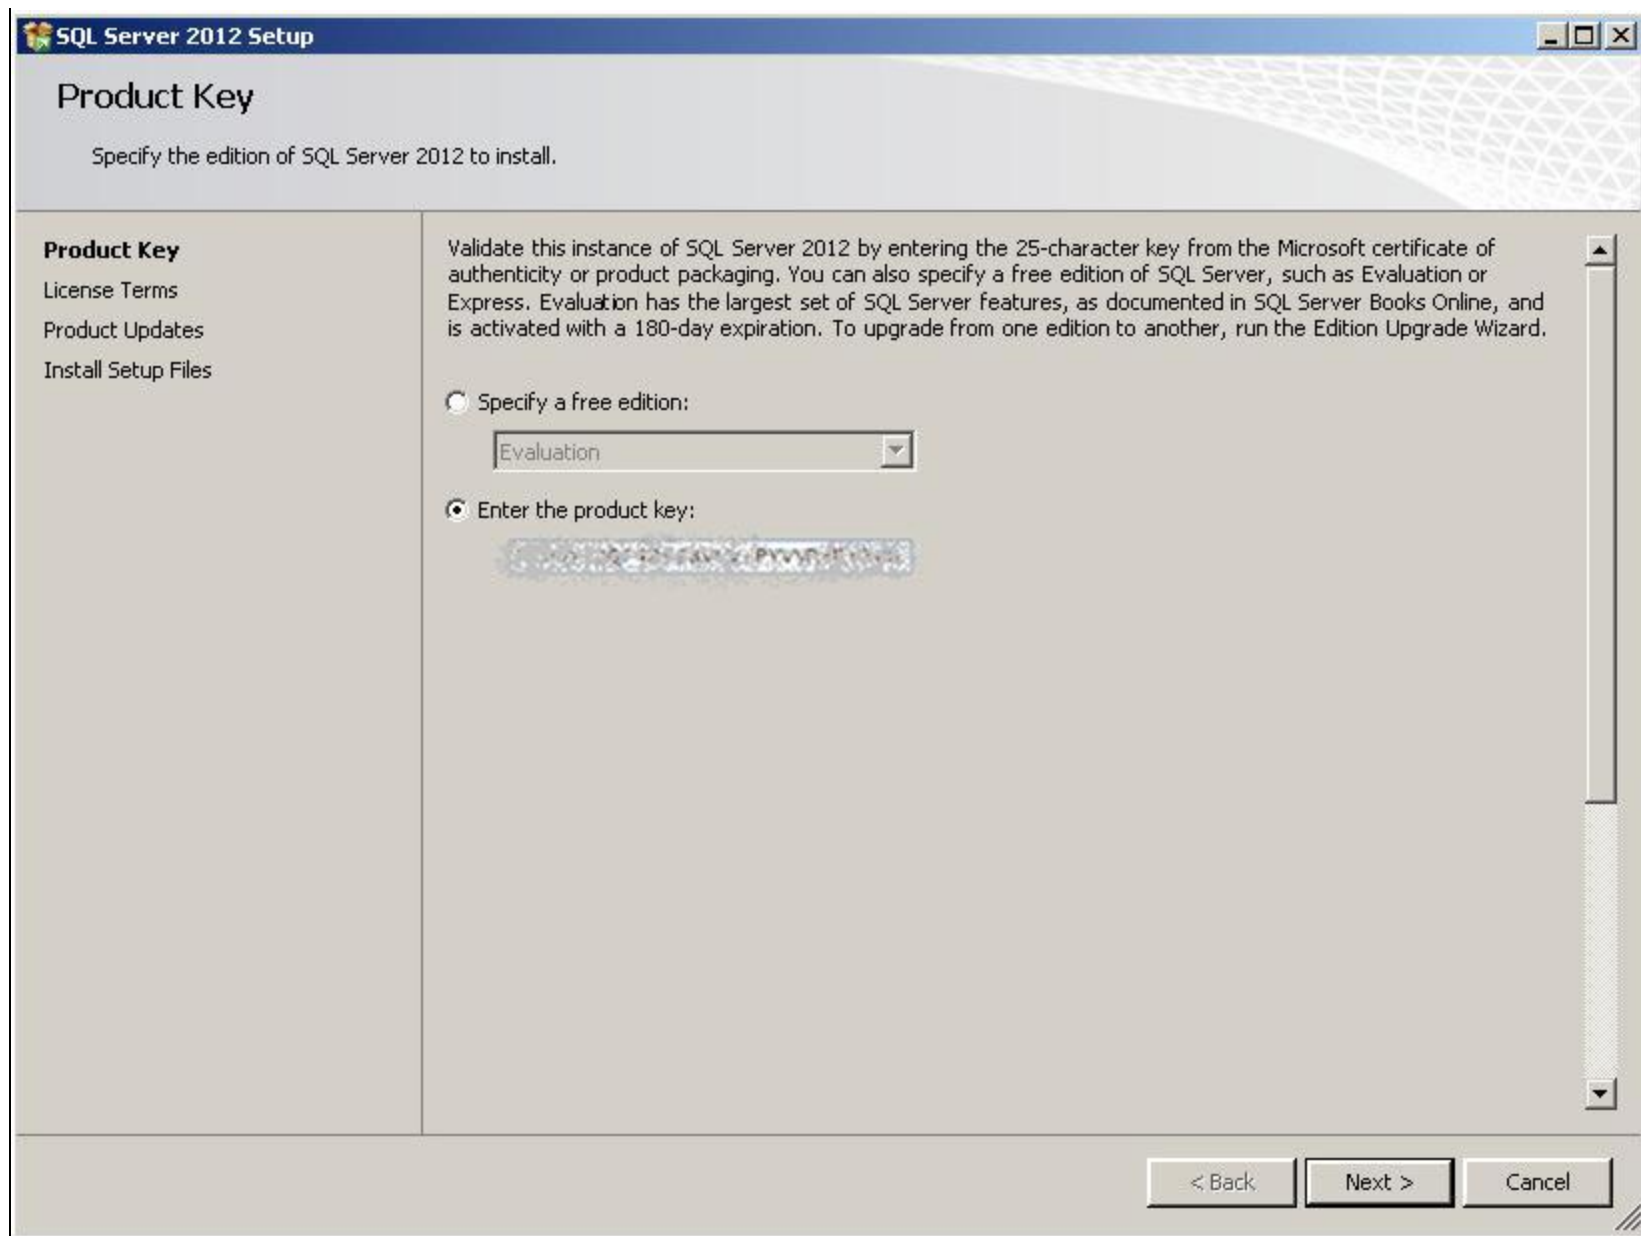 SQL Server 2012 Setup
Product Key
Specify the edition of SQL Server 2012 to install.
Product Key
License Terms
Product Updates
Install Setup Files
Validate this instance of SQL Server 2012 by entering the 25-character key from the Microsoft certificate of
authenticity or product packaging. You can also specify a free edition of SQL Server, such as Evaluation or
Express. Evaluation has the largest set of SQL Server features, as documented in SQL Server Books Online, and
is activated with a 180-day expiration. To upgrade from one edition to another, run the Edition Upgrade Wizard.
Specify a free edition:
Evaluation
Enter the product key:
< Back
Next >
Cancel